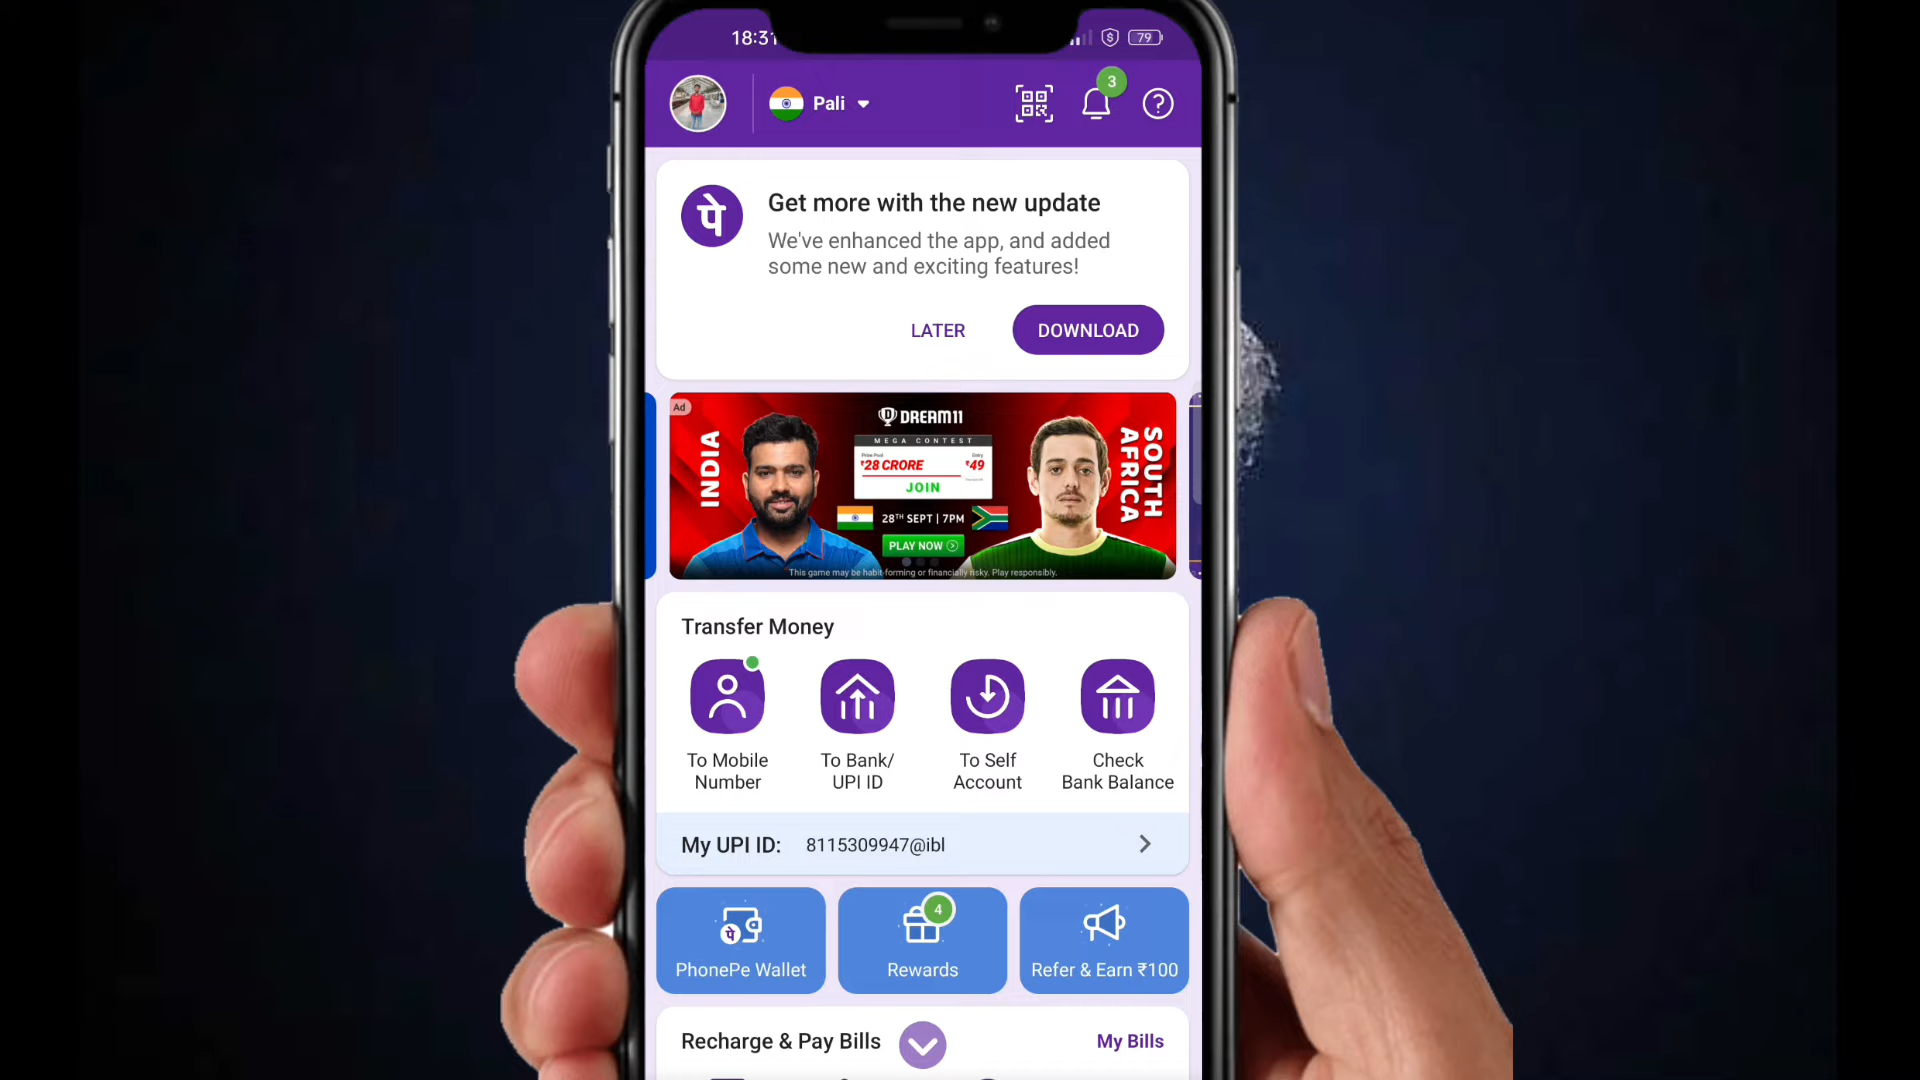 18:31
79
Pali
3
Get more with the new update
We've enhanced the app, and added
some new and exciting features!
पे
LATER
DOWNLOAD
Ad
DREAM11
MEGA CONTEST
Prize Pool
Entry
₹28 CRORE
₹49
JOIN
INDIA
SOUTH
AFRICA
28TH SEPT | 7PM
PLAY NOW
This game may be habit-forming or financially risky. Play responsibly.
Transfer Money
To Mobile
Number
To Bank/
UPI ID
To Self
Account
Check
Bank Balance
My UPI ID: 8115309947@ibl
4
पे
PhonePe Wallet
Rewards
Refer & Earn ₹100
Recharge & Pay Bills
My Bills